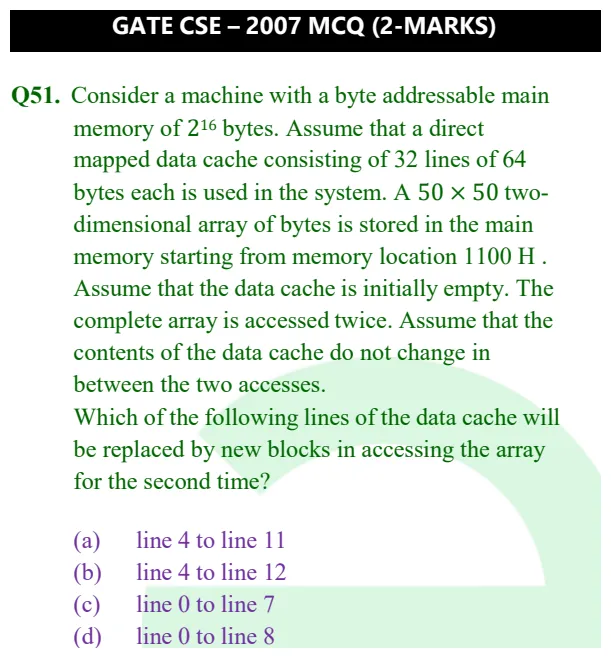 GATE CSE – 2007 MCQ (2-MARKS)
Q51. Consider a machine with a byte addressable main
memory of 2¹⁶ bytes. Assume that a direct
mapped data cache consisting of 32 lines of 64
bytes each is used in the system. A 50 × 50 two-
dimensional array of bytes is stored in the main
memory starting from memory location 1100 H .
Assume that the data cache is initially empty. The
complete array is accessed twice. Assume that the
contents of the data cache do not change in
between the two accesses.
Which of the following lines of the data cache will
be replaced by new blocks in accessing the array
for the second time?
(a) line 4 to line 11
(b) line 4 to line 12
(c) line 0 to line 7
(d) line 0 to line 8